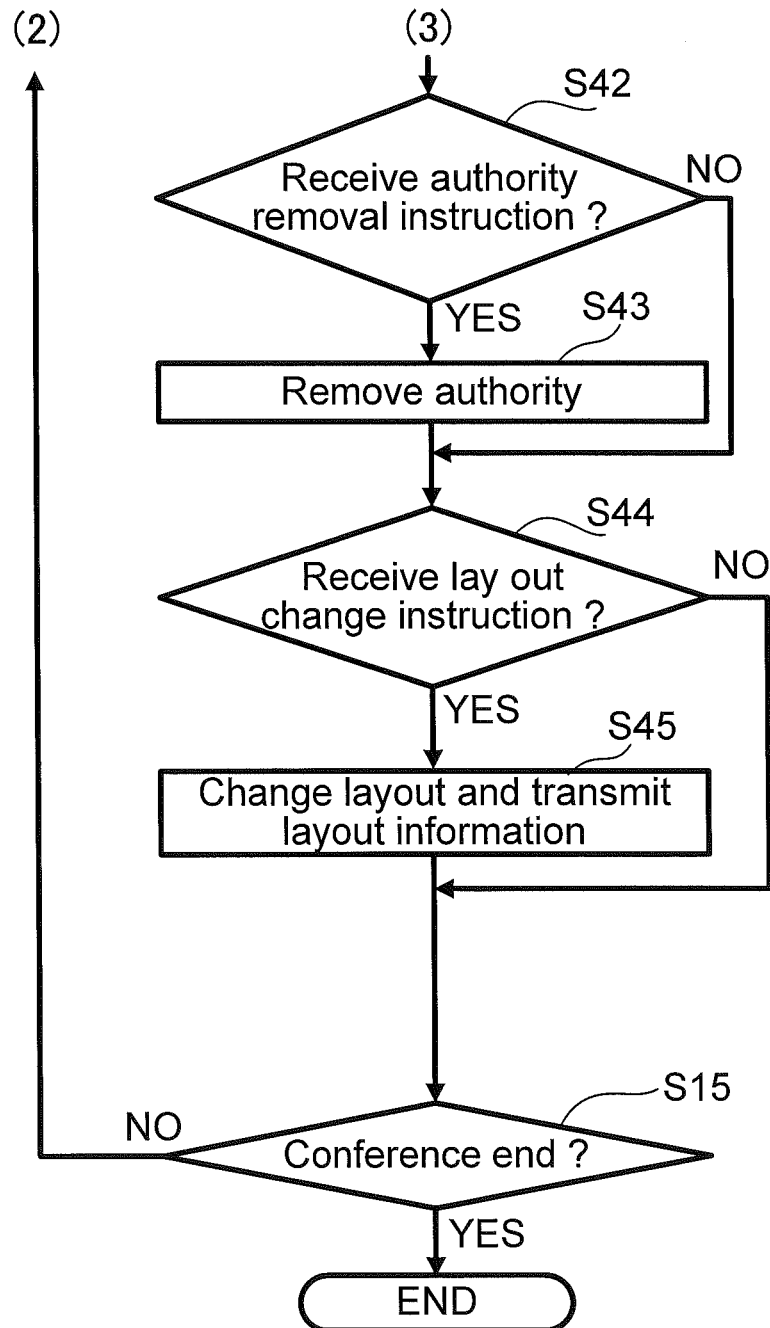 (2)
(3)
S42
Receive authority
removal instruction ?
NO
YES
S43
Remove authority
S44
Receive lay out
change instruction ?
NO
YES
S45
Change layout and transmit
layout information
S15
NO
Conference end ?
YES
END